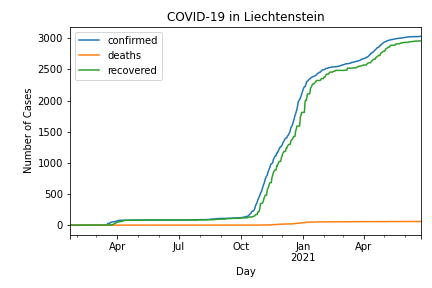 COVID-19 in Liechtenstein
confirmed
deaths
recovered
Number of Cases
3000
2500
2000
1500
1000
500
0
Apr
Jul
Oct
Jan
2021
Apr
Day